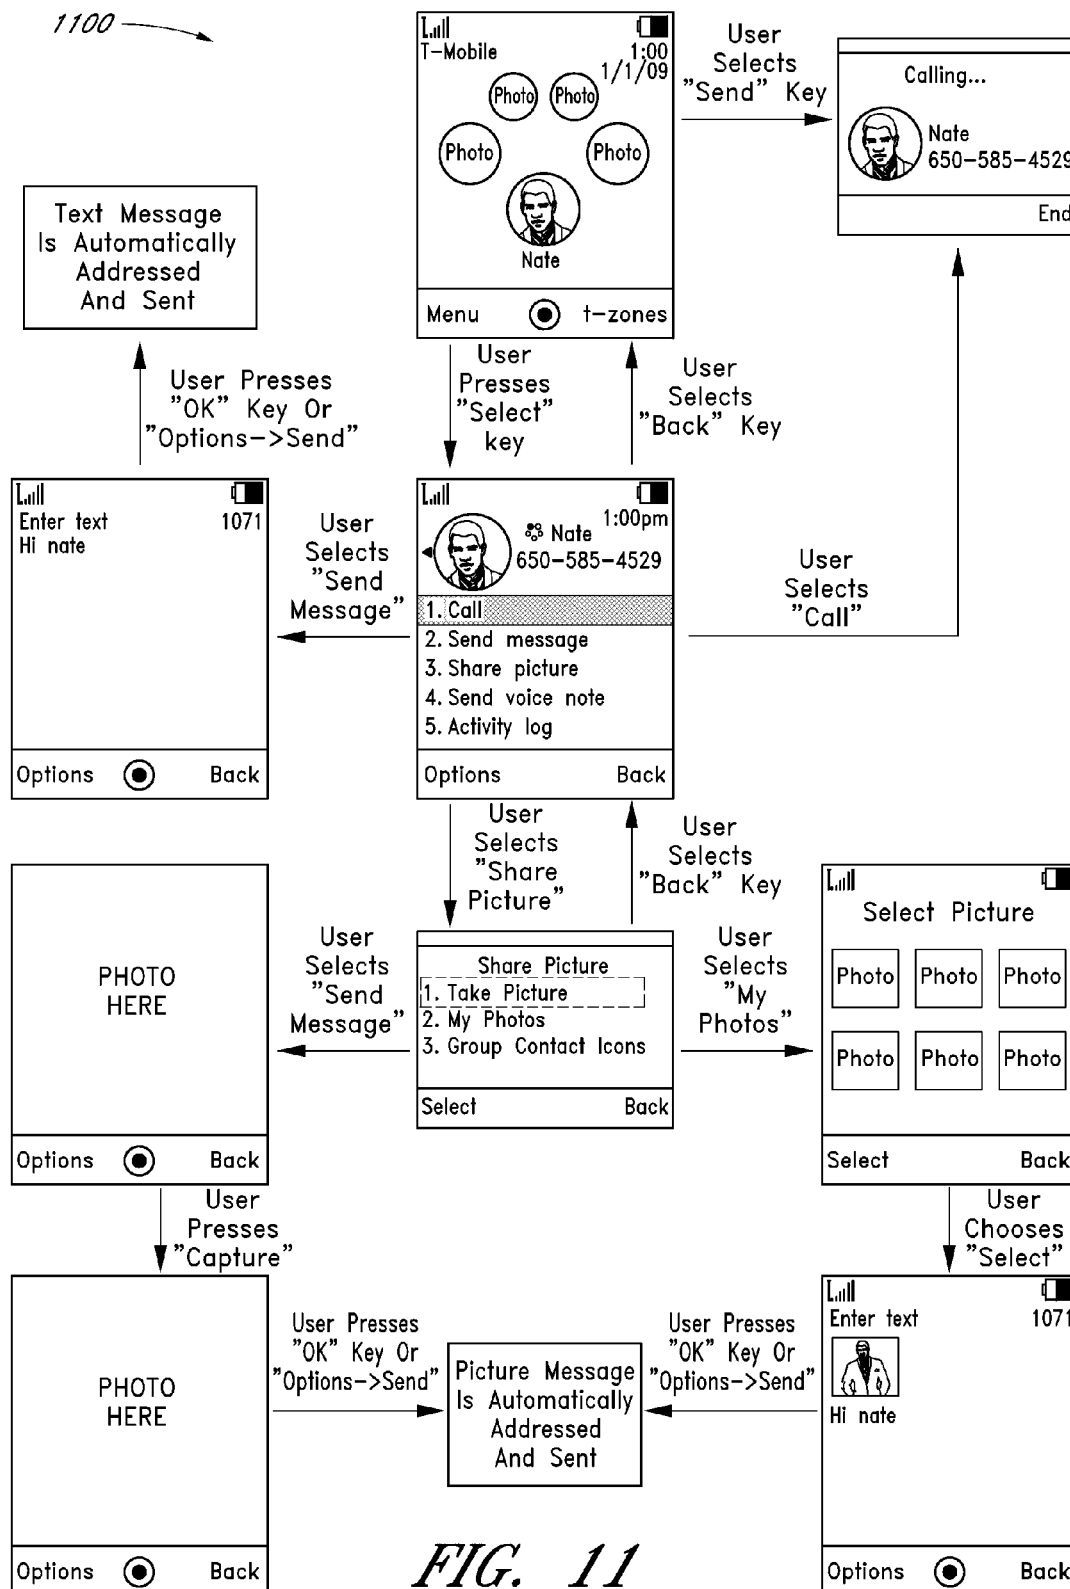 1100
T-Mobile
1:00
1/1/09
Photo
Photo
Photo
Photo
Nate
Menu
t-zones
User
Selects
"Send" Key
Calling...
Nate
650-585-4529
End
Text Message
Is Automatically
Addressed
And Sent
User Presses
"OK" Key Or
"Options->Send"
User
Presses
"Select"
key
User
Selects
"Back" Key
Enter text
1071
Hi nate
Options
Back
User
Selects
"Send
Message"
1:00pm
Nate
650-585-4529
1. Call
2. Send message
3. Share picture
4. Send voice note
5. Activity log
Options
Back
User
Selects
"Call"
User
Selects
"Share
Picture"
User
Selects
"Back" Key
PHOTO
HERE
Options
Back
User
Selects
"Send
Message"
Share Picture
1. Take Picture
2. My Photos
3. Group Contact Icons
Select
Back
User
Selects
"My
Photos"
Select Picture
Photo
Photo
Photo
Photo
Photo
Photo
Select
Back
User
Presses
"Capture"
User
Chooses
"Select"
PHOTO
HERE
Options
Back
User Presses
"OK" Key Or
"Options->Send"
Picture Message
Is Automatically
Addressed
And Sent
User Presses
"OK" Key Or
"Options->Send"
Enter text
1071
Hi nate
Options
Back
FIG. 11